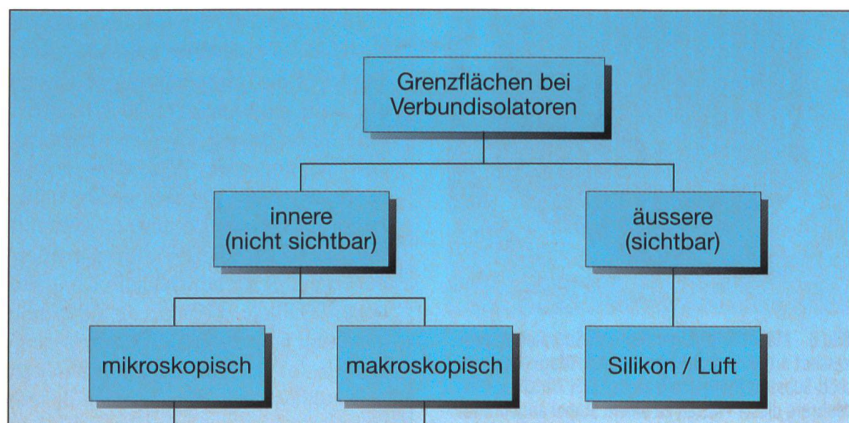 Grenzflächen bei
Verbundisolatoren
innere
(nicht sichtbar)
äussere
(sichtbar)
mikroskopisch
makroskopisch
Silikon / Luft